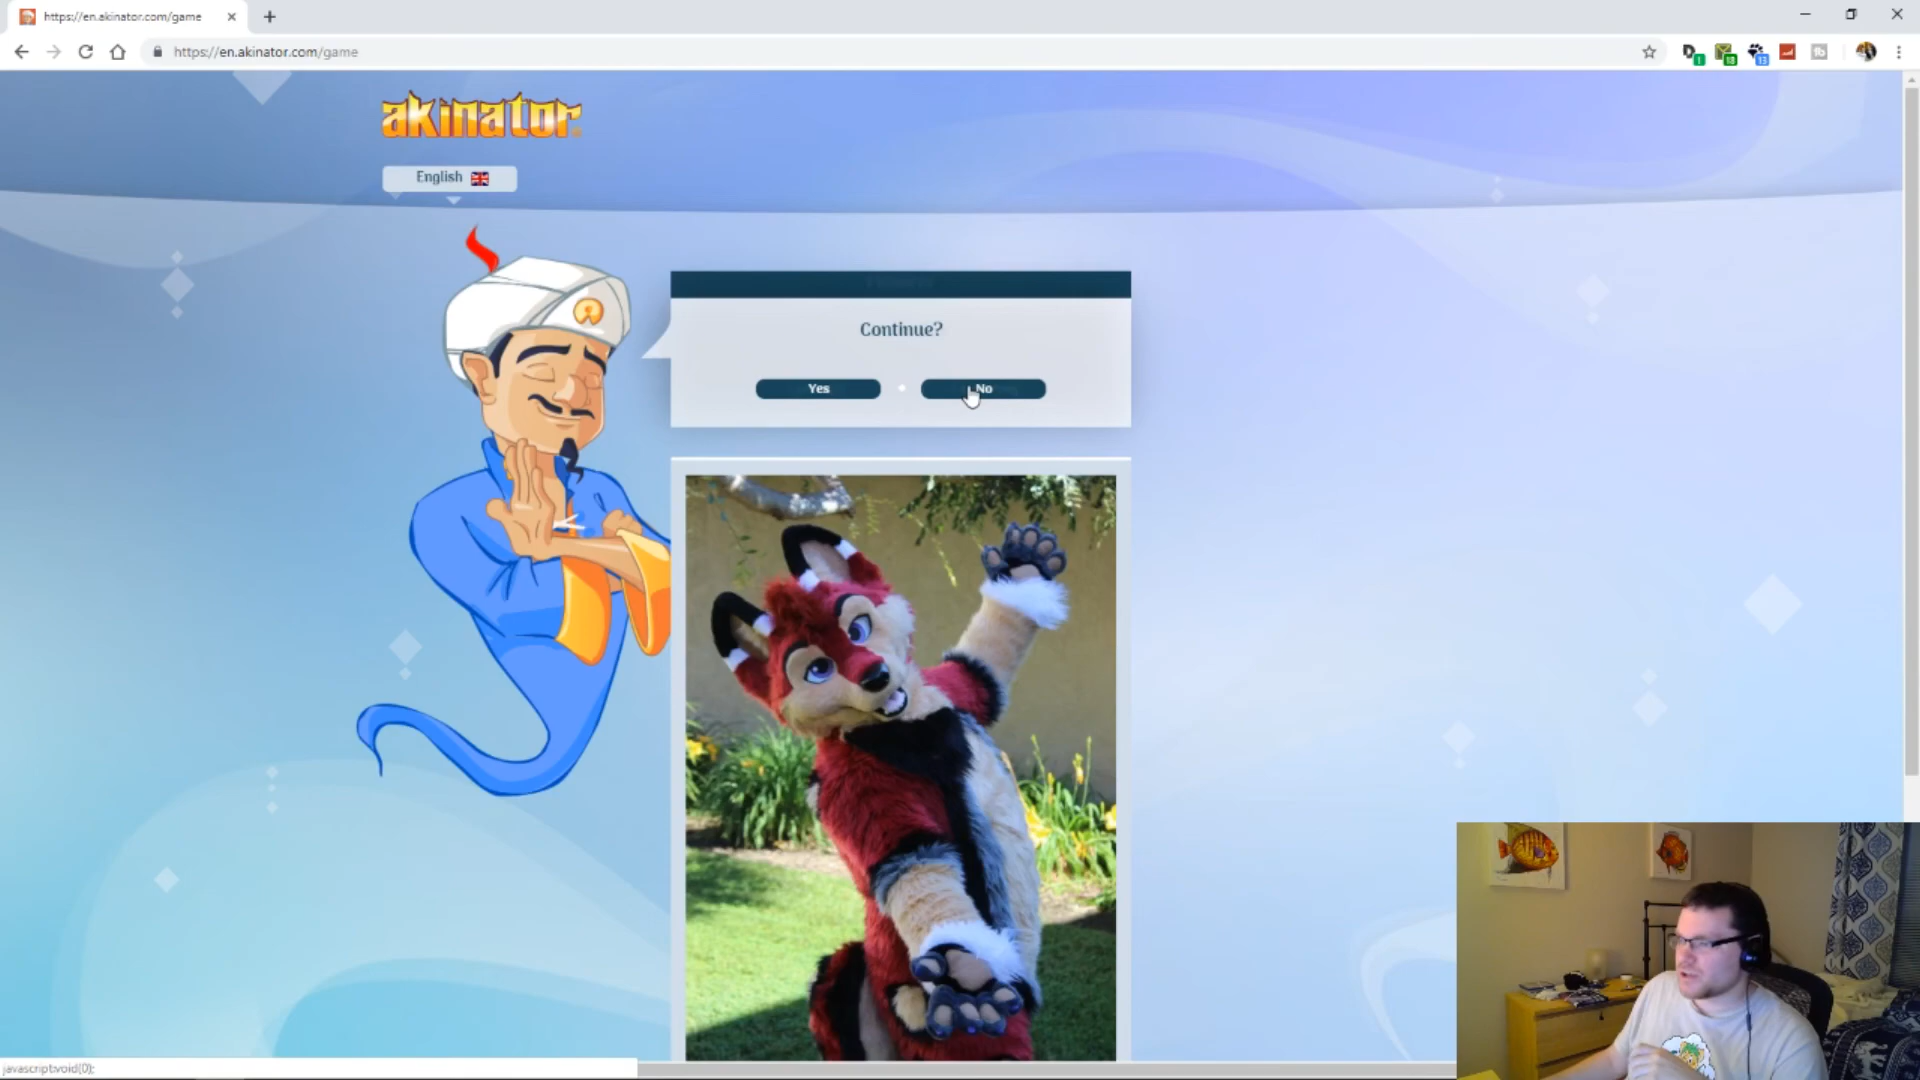 https://en.akinator.com/game
https://en.akinator.com/game
akinator
English
Continue?
Yes
No
javascript:void(0);